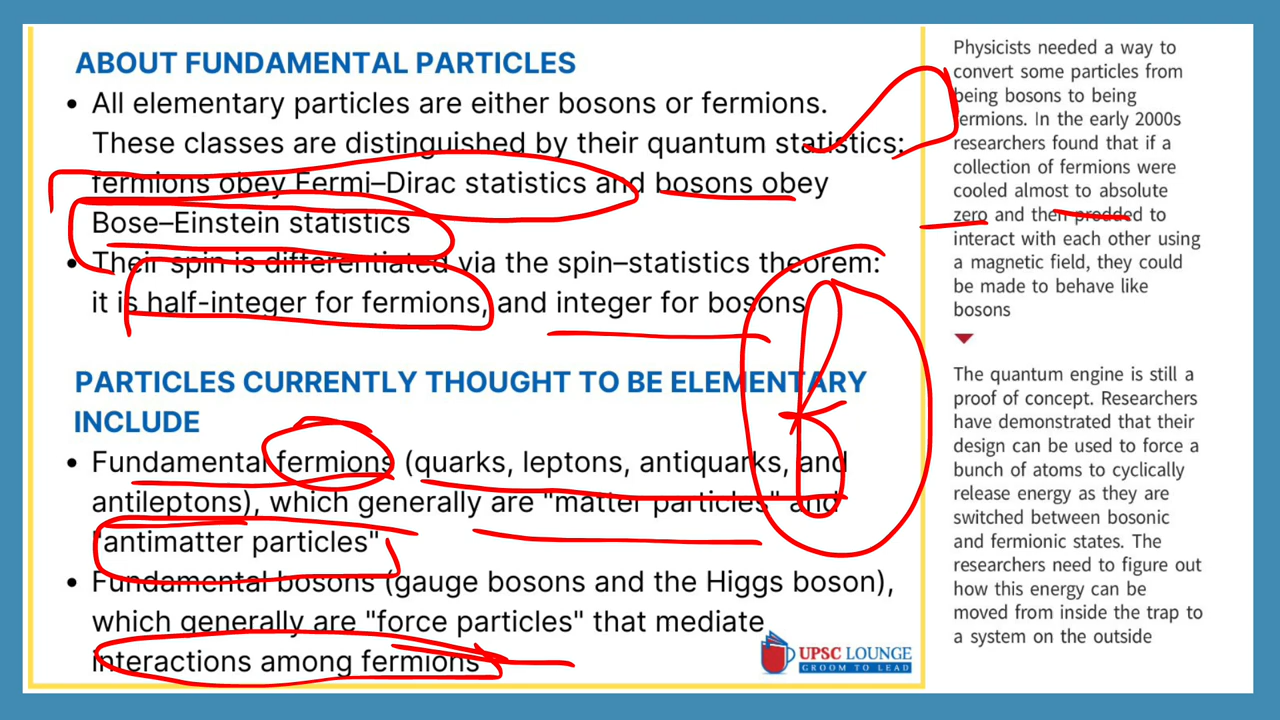 ABOUT FUNDAMENTAL PARTICLES
• All elementary particles are either bosons or fermions.
These classes are distinguished by their quantum statistics:
fermions obey Fermi–Dirac statistics and bosons obey
Bose–Einstein statistics
• Their spin is differentiated via the spin–statistics theorem:
it is half-integer for fermions, and integer for bosons
PARTICLES CURRENTLY THOUGHT TO BE ELEMENTARY
INCLUDE
• Fundamental fermions (quarks, leptons, antiquarks, and
antileptons), which generally are "matter particles" and
"antimatter particles"
• Fundamental bosons (gauge bosons and the Higgs boson),
which generally are "force particles" that mediate
interactions among fermions
UPSC LOUNGE
GROOM TO LEAD
Physicists needed a way to
convert some particles from
being bosons to being
fermions. In the early 2000s
researchers found that if a
collection of fermions were
cooled almost to absolute
zero and then prodded to
interact with each other using
a magnetic field, they could
be made to behave like
bosons
The quantum engine is still a
proof of concept. Researchers
have demonstrated that their
design can be used to force a
bunch of atoms to cyclically
release energy as they are
switched between bosonic
and fermionic states. The
researchers need to figure out
how this energy can be
moved from inside the trap to
a system on the outside